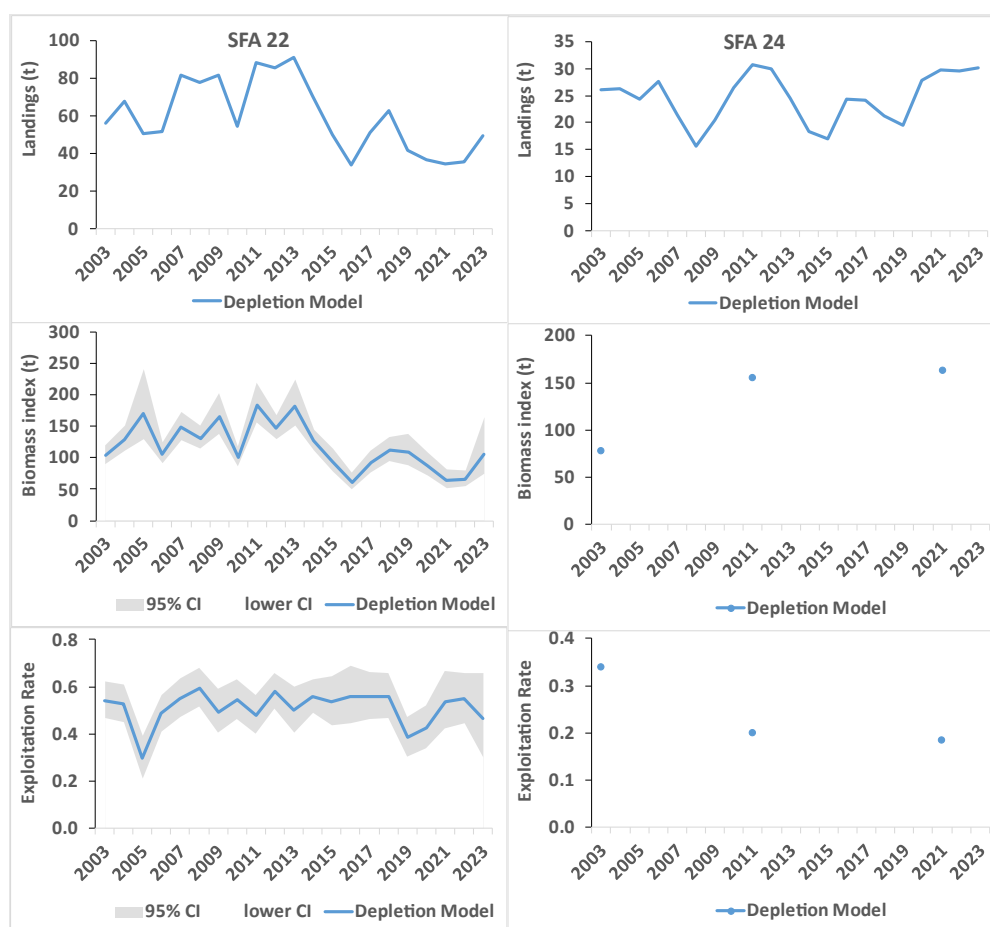 SFA 22
Landings (t)
100
80
60
40
20
0
2003 2005 2007 2009 2011 2013 2015 2017 2019 2021 2023
Depletion Model
SFA 24
Landings (t)
35
30
25
20
15
10
5
0
2003 2005 2007 2009 2011 2013 2015 2017 2019 2021 2023
Depletion Model
Biomass index (t)
300
250
200
150
100
50
0
2003 2005 2007 2009 2011 2013 2015 2017 2019 2021 2023
95% CI lower CI Depletion Model
Biomass index (t)
200
150
100
50
0
2003 2005 2007 2009 2011 2013 2015 2017 2019 2021 2023
Depletion Model
Exploitation Rate
0.8
0.6
0.4
0.2
0.0
2003 2005 2007 2009 2011 2013 2015 2017 2019 2021 2023
95% CI lower CI Depletion Model
Exploitation Rate
0.4
0.3
0.2
0.1
0.0
2003 2005 2007 2009 2011 2013 2015 2017 2019 2021 2023
Depletion Model